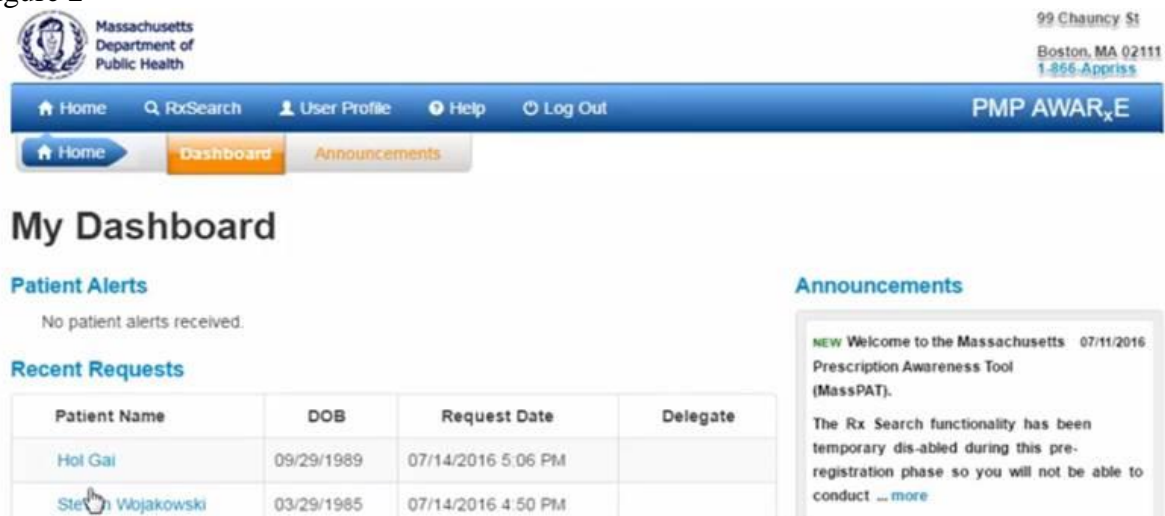 Massachusetts
Department of
Public Health
99 Chauncy St
Boston, MA 02111
1-866-Appriss
Home RxSearch User Profile Help Log Out PMP AWARxE
Home Dashboard Announcements
My Dashboard
Patient Alerts
No patient alerts received.
Recent Requests
Patient Name DOB Request Date Delegate
Hol Gai 09/29/1989 07/14/2016 5:06 PM
Wojakowski 03/29/1985 07/14/2016 4:50 PM
Announcements
NEW Welcome to the Massachusetts 07/11/2016
Prescription Awareness Tool
(MassPAT).
The Rx Search functionality has been
temporary dis-abled during this pre-
registration phase so you will not be able to
conduct ... more